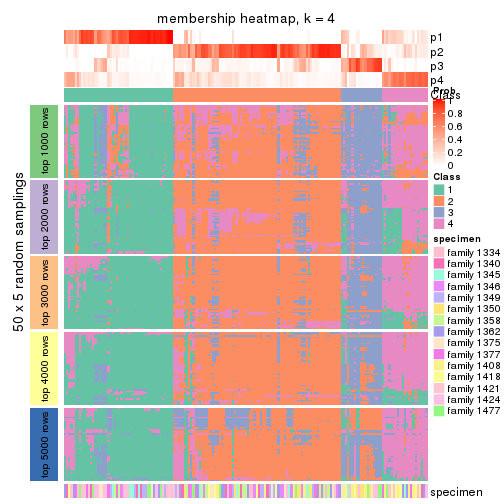 membership heatmap, k = 4
p1
p2
p3
p4
Class
50 x 5 random samplings
top 1000 rows
top 2000 rows
top 3000 rows
top 4000 rows
top 5000 rows
specimen
Prob
1
0.8
0.6
0.4
0.2
0
Class
1
2
3
4
specimen
family 1334
family 1340
family 1345
family 1346
family 1349
family 1350
family 1358
family 1362
family 1375
family 1377
family 1408
family 1418
family 1421
family 1424
family 1477